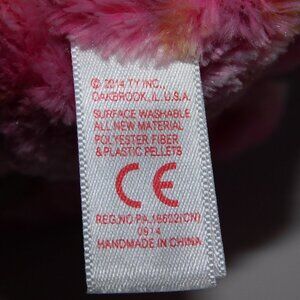 © 2014 TY INC.,
OAKBROOK, IL. U.S.A.
SURFACE WASHABLE
ALL NEW MATERIAL
POLYESTER FIBER
& PLASTIC PELLETS
CE
REG.NO.PA.16602(CN)
0914
HANDMADE IN CHINA.